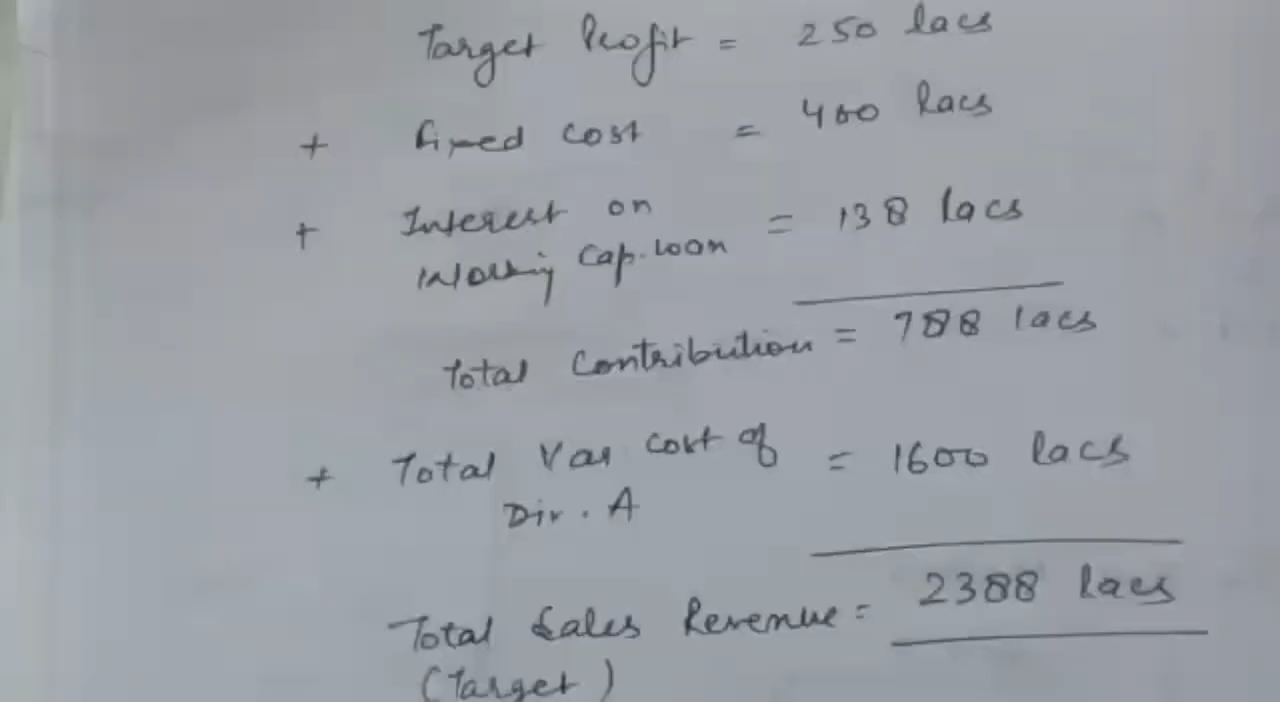 Target Profit = 250 lacs
+ fixed cost = 400 lacs
+ Interest on
Working Cap. loan = 138 lacs
Total Contribution = 788 lacs
+ Total Var cost of
Div. A = 1600 lacs
Total Sales Revenue = 2388 lacs
(Target)